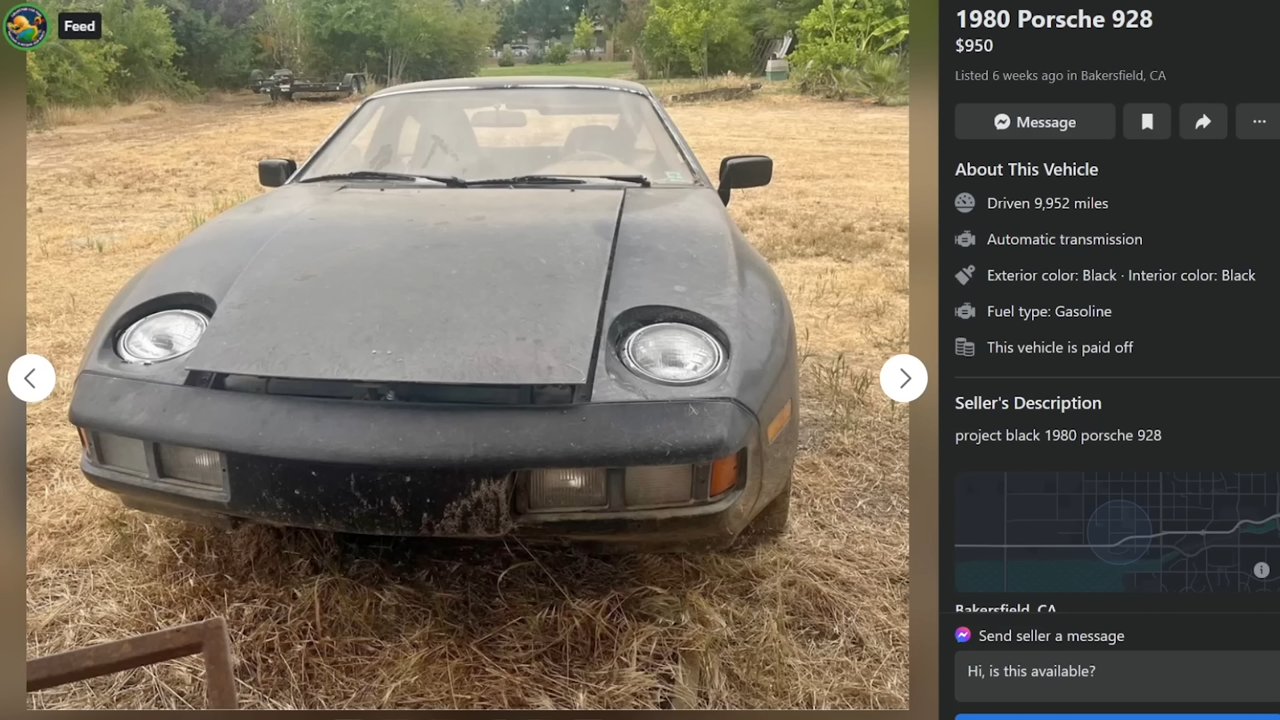 Feed
1980 Porsche 928
$950
Listed 6 weeks ago in Bakersfield, CA
Message
About This Vehicle
Driven 9,952 miles
Automatic transmission
Exterior color: Black · Interior color: Black
Fuel type: Gasoline
This vehicle is paid off
Seller's Description
project black 1980 porsche 928
Bakersfield, CA
Send seller a message
Hi, is this available?